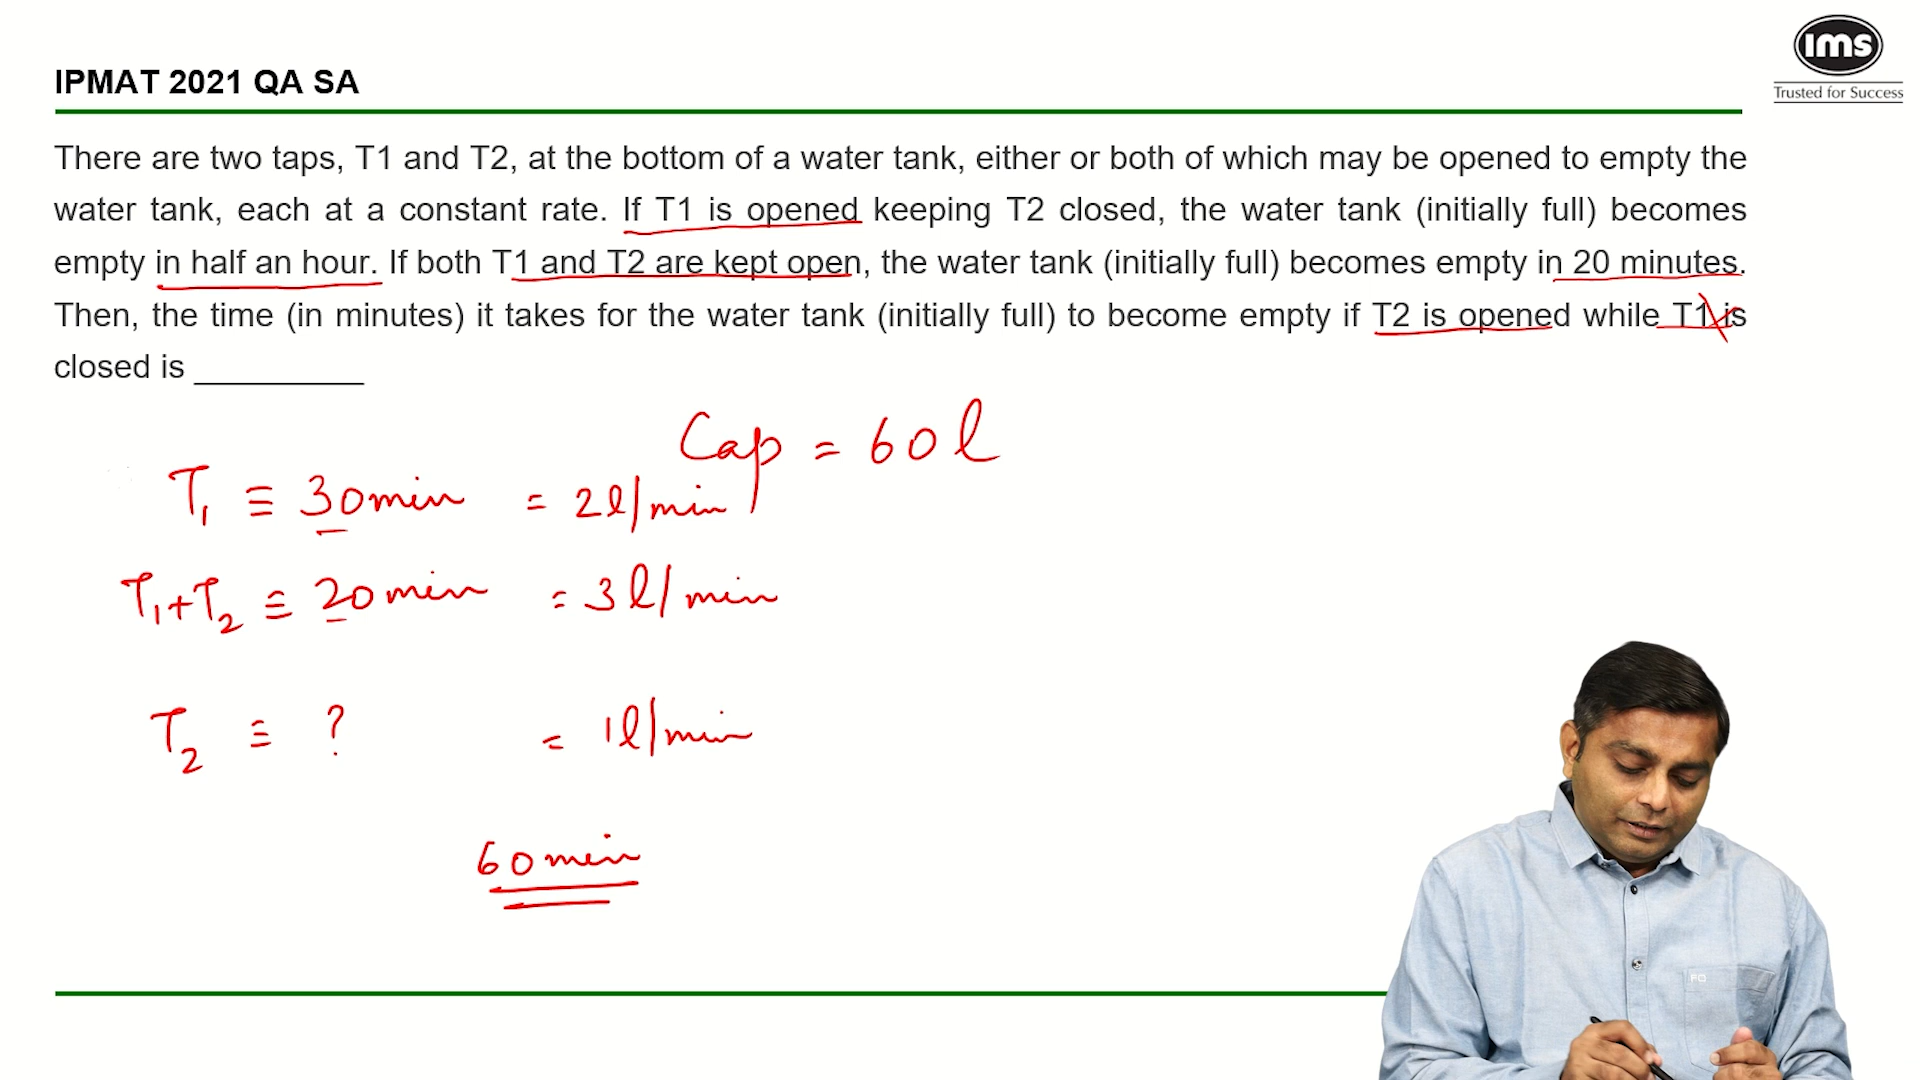 ims
Trusted for Success
IPMAT 2021 QA SA
There are two taps, T1 and T2, at the bottom of a water tank, either or both of which may be opened to empty the
water tank, each at a constant rate. If T1 is opened keeping T2 closed, the water tank (initially full) becomes
empty in half an hour. If both T1 and T2 are kept open, the water tank (initially full) becomes empty in 20 minutes.
Then, the time (in minutes) it takes for the water tank (initially full) to become empty if T2 is opened while T1 is
closed is __________
Cap = 60 l
T₁ ≡ 30 min = 2 l/min
T₁+T₂ ≡ 20 min = 3 l/min
T₂ ≡ ? = 1 l/min
60 min